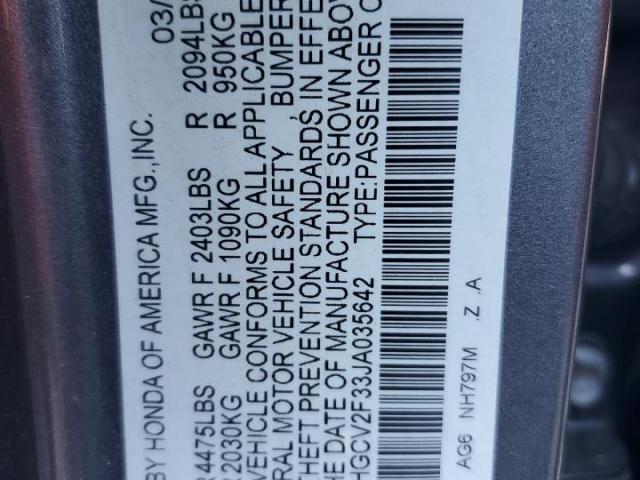 BY HONDA OF AMERICA MFG.,INC. 03/
4475LBS GAWR F 2403LBS R 2094LBS
2030KG GAWR F 1090KG R 950KG
VEHICLE CONFORMS TO ALL APPLICABLE
RAL MOTOR VEHICLE SAFETY, BUMPER
THEFT PREVENTION STANDARDS, IN EFFE
HE DATE OF MANUFACTURE SHOWN ABOV
HGCV2F33JA035642 TYPE:PASSENGER C
AG6 NH797M .Z .A